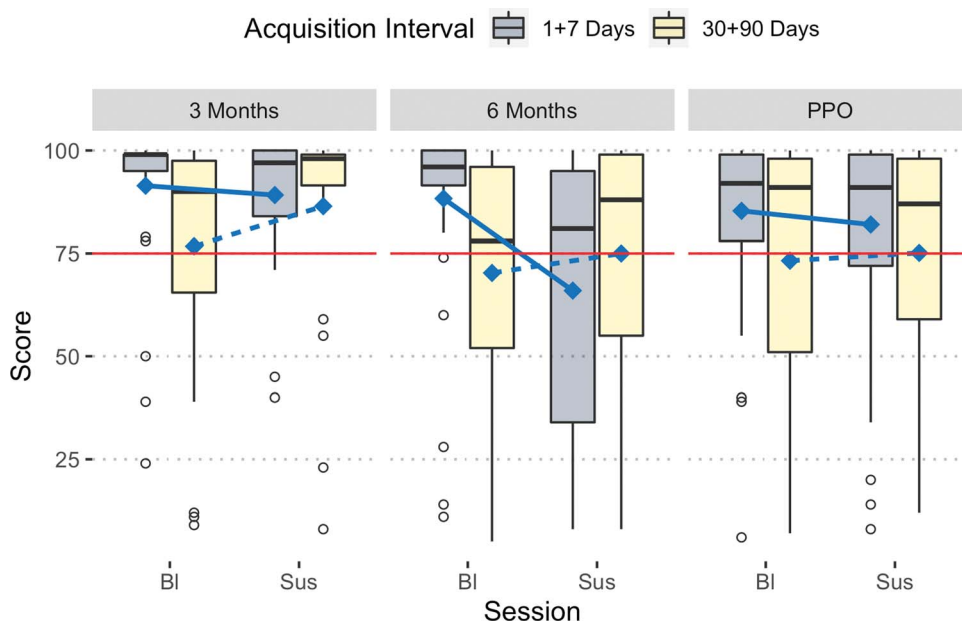 Acquisition Interval 1+7 Days 30+90 Days
3 Months 6 Months PPO
100
75
50
25
Score
Bl Sus Bl Sus Bl Sus
Session